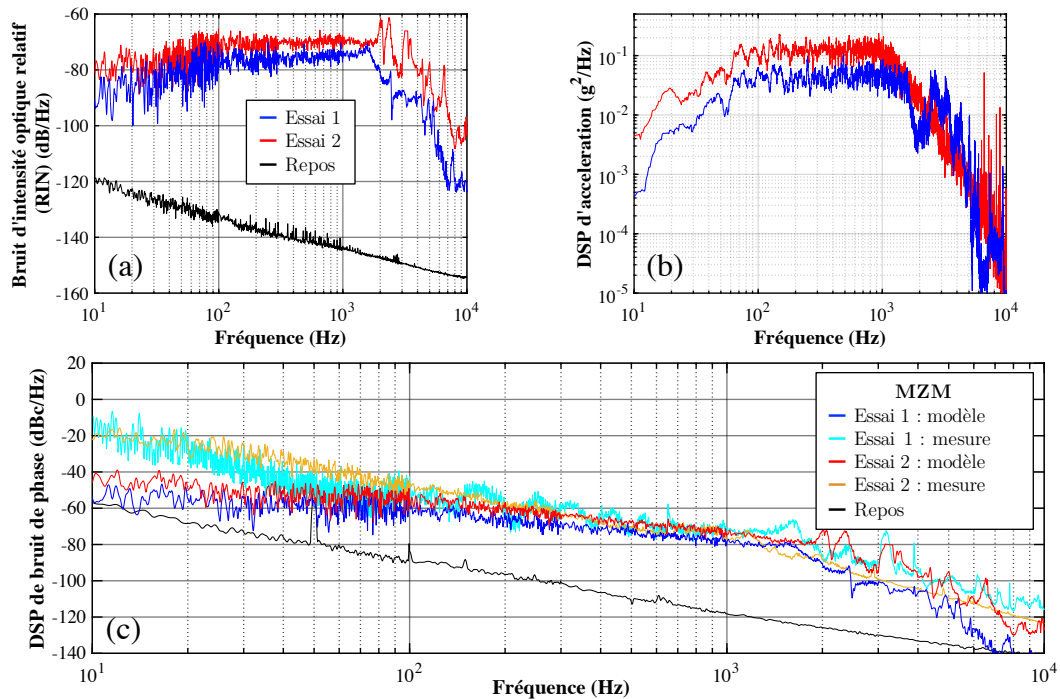 Bruit d'intensité optique relatif
(RIN) (dB/Hz)
-60
-80
-100
-120
-140
-160
Essai 1
Essai 2
Repos
(a)
10^1
10^2
10^3
10^4
Fréquence (Hz)
DSP d'acceleration (g^2/Hz)
10^-1
10^-2
10^-3
10^-4
10^-5
(b)
10^1
10^2
10^3
10^4
Fréquence (Hz)
DSP de bruit de phase (dBc/Hz)
20
0
-20
-40
-60
-80
-100
-120
-140
MZM
Essai 1 : modèle
Essai 1 : mesure
Essai 2 : modèle
Essai 2 : mesure
Repos
(c)
10^1
10^2
10^3
10^4
Fréquence (Hz)